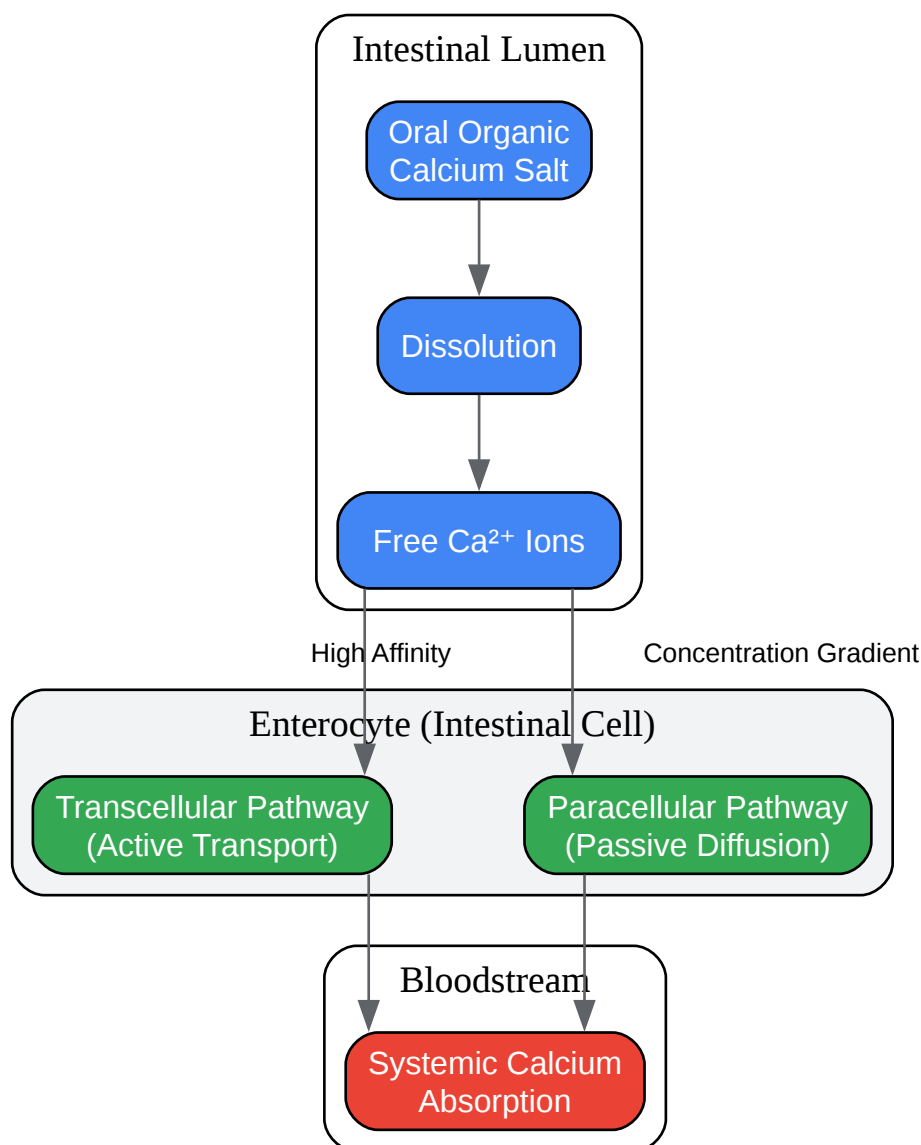 Intestinal Lumen
Oral Organic
Calcium Salt
Dissolution
Free Ca²⁺ Ions
High Affinity
Concentration Gradient
Enterocyte (Intestinal Cell)
Transcellular Pathway
(Active Transport)
Paracellular Pathway
(Passive Diffusion)
Bloodstream
Systemic Calcium
Absorption